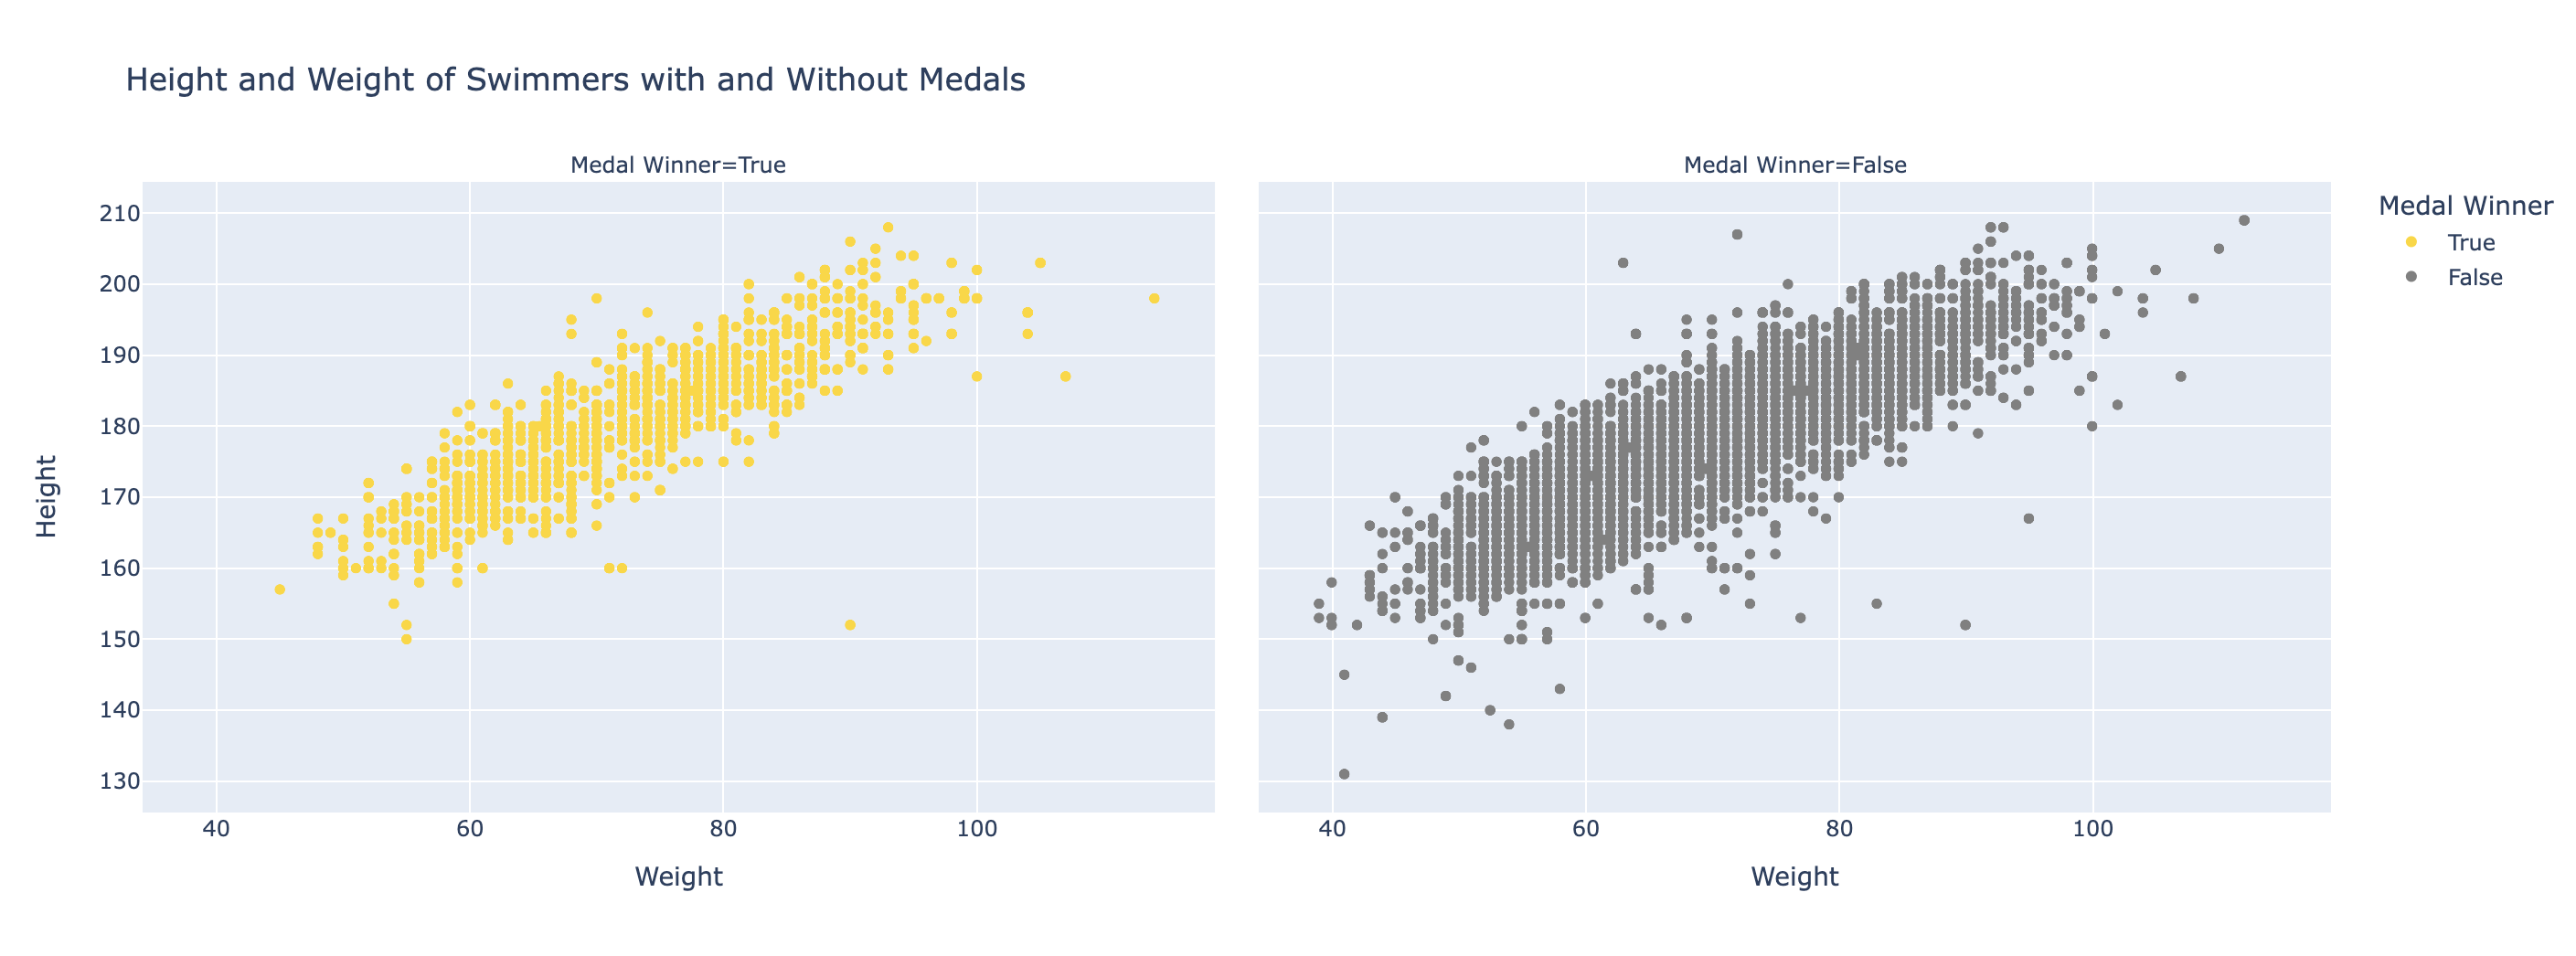 Height and Weight of Swimmers with and Without Medals
Medal Winner=True
Medal Winner=False
Medal Winner
True
False
Height
210
200
190
180
170
160
150
140
130
40 60 80 100
40 60 80 100
Weight
Weight